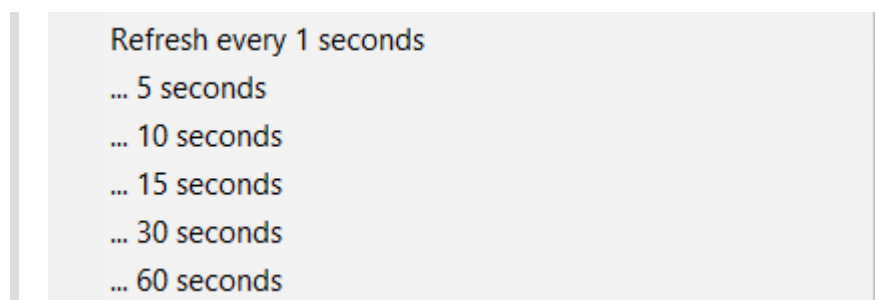 Refresh every 1 seconds
... 5 seconds
... 10 seconds
... 15 seconds
... 30 seconds
... 60 seconds